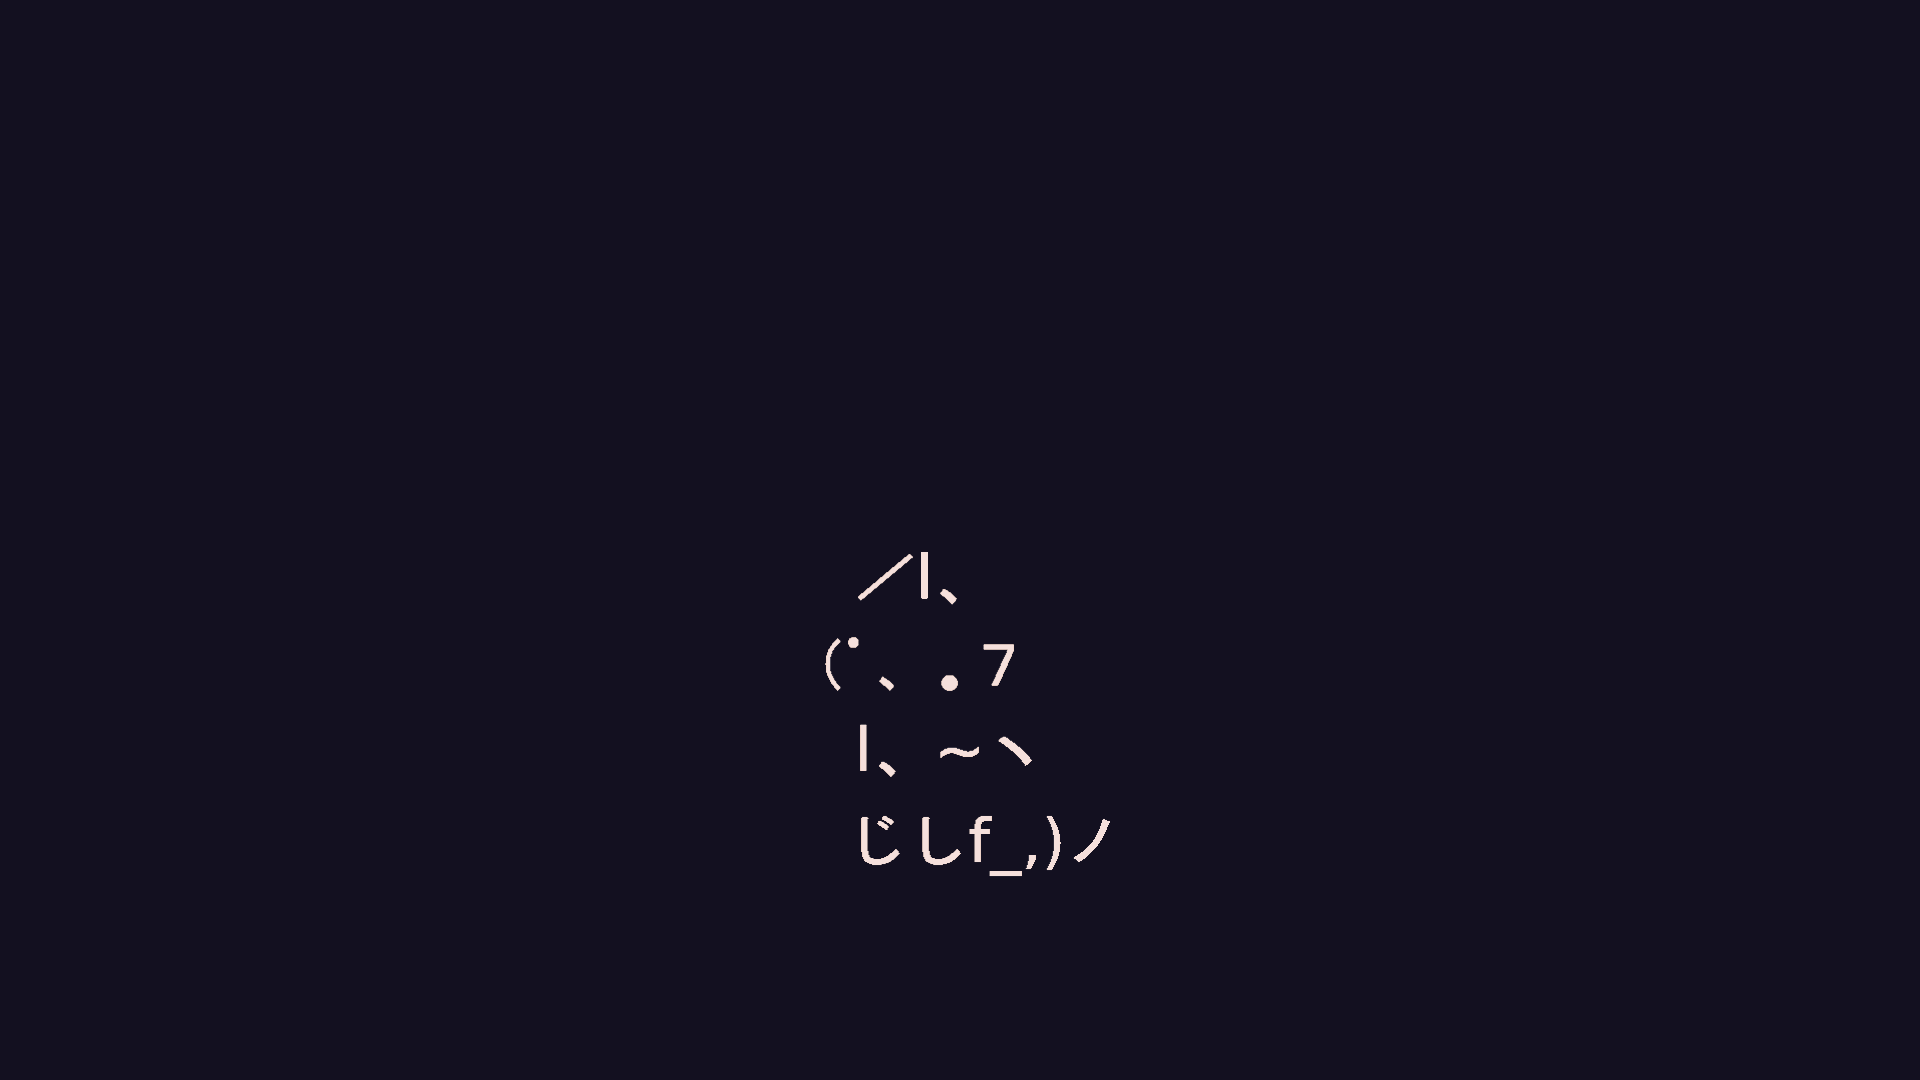 ／l、
(ﾟ、 。7
l、 ~ヽ
じしf_,)ノ